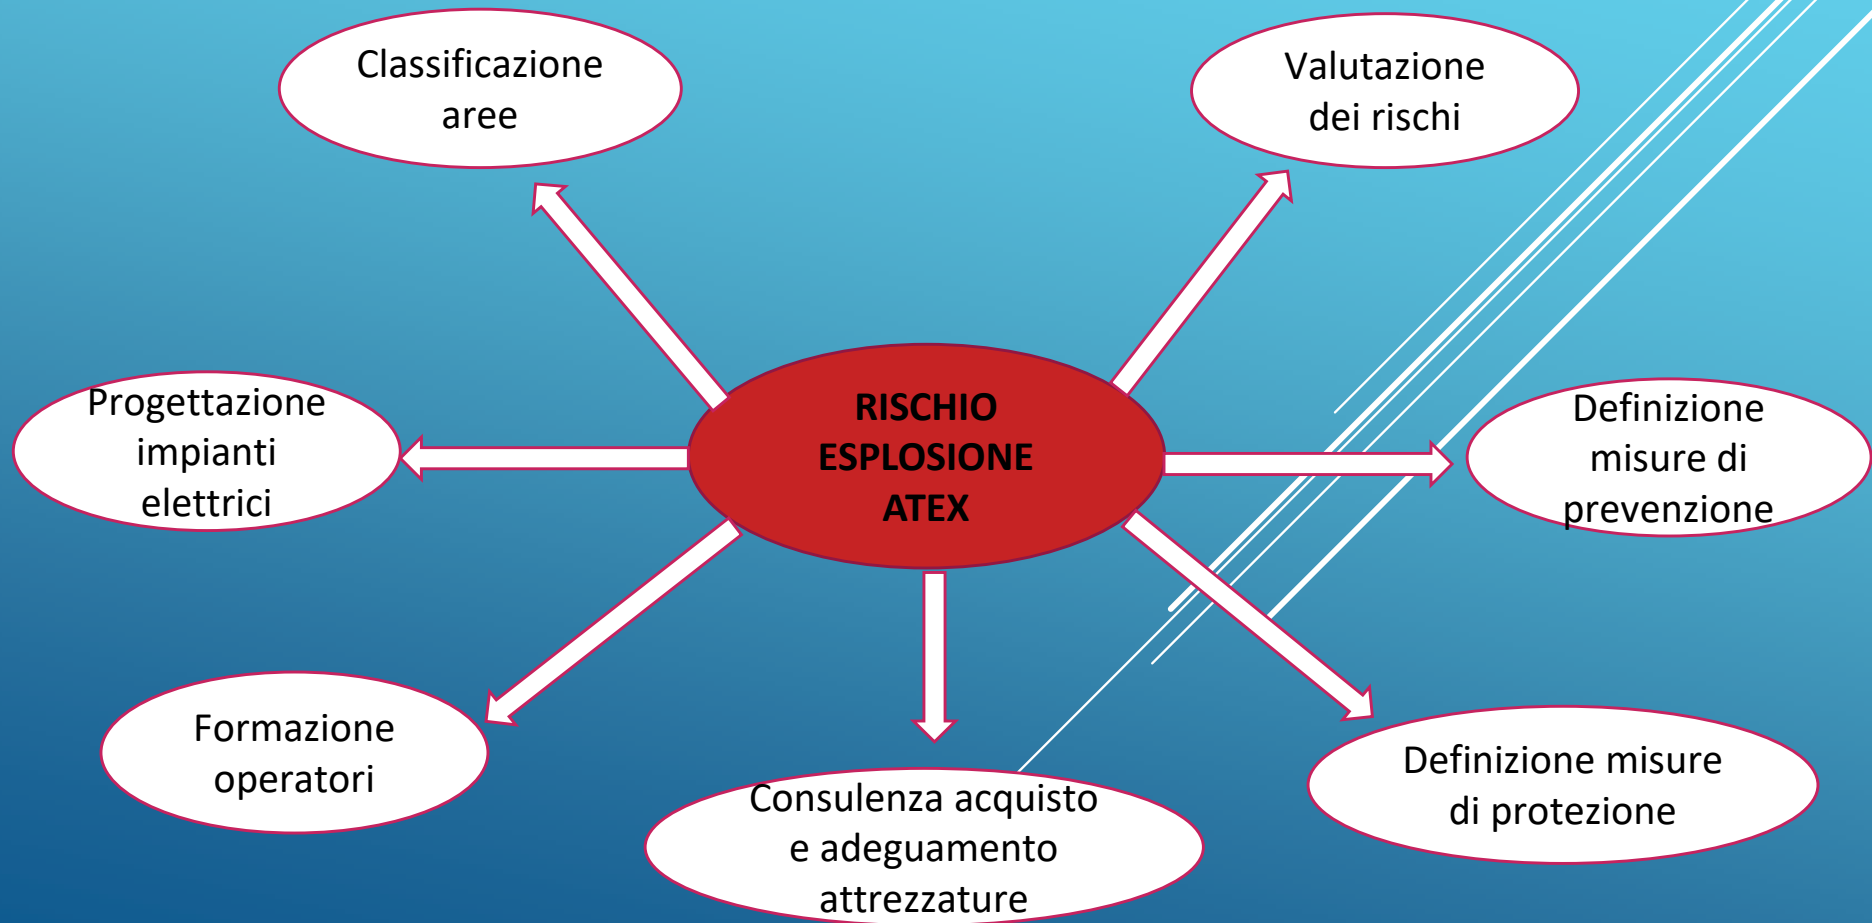 Classificazione
aree
Valutazione
dei rischi
Progettazione
impianti
elettrici
RISCHIO
ESPLOSIONE
ATEX
Definizione
misure di
prevenzione
Formazione
operatori
Consulenza acquisto
e adeguamento
attrezzature
Definizione misure
di protezione